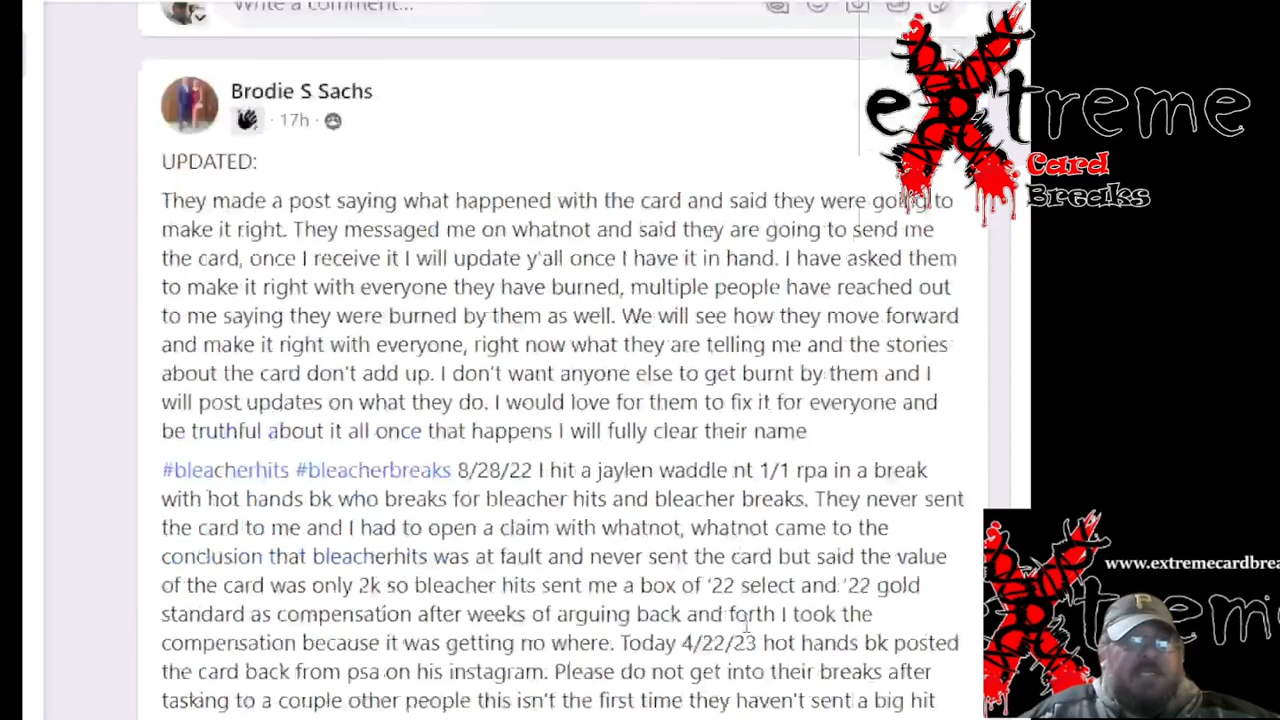 Write a comment...
Brodie S Sachs
17h
UPDATED:
They made a post saying what happened with the card and said they were going to
make it right. They messaged me on whatnot and said they are going to send me
the card, once I receive it I will update y'all once I have it in hand. I have asked them
to make it right with everyone they have burned, multiple people have reached out
to me saying they were burned by them as well. We will see how they move forward
and make it right with everyone, right now what they are telling me and the stories
about the card don't add up. I don't want anyone else to get burnt by them and I
will post updates on what they do. I would love for them to fix it for everyone and
be truthful about it all once that happens I will fully clear their name
#bleacherhits #bleacherbreaks 8/28/22 I hit a jaylen waddle nt 1/1 rpa in a break
with hot hands bk who breaks for bleacher hits and bleacher breaks. They never sent
the card to me and I had to open a claim with whatnot, whatnot came to the
conclusion that bleacherhits was at fault and never sent the card but said the value
of the card was only 2k so bleacher hits sent me a box of '22 select and '22 gold
standard as compensation after weeks of arguing back and forth I took the
compensation because it was getting no where. Today 4/22/23 hot hands bk posted
the card back from psa on his instagram. Please do not get into their breaks after
tasking to a couple other people this isn't the first time they haven't sent a big hit
eXtreme
Card
Breaks
www.extremecardbrea
eXtreme
P